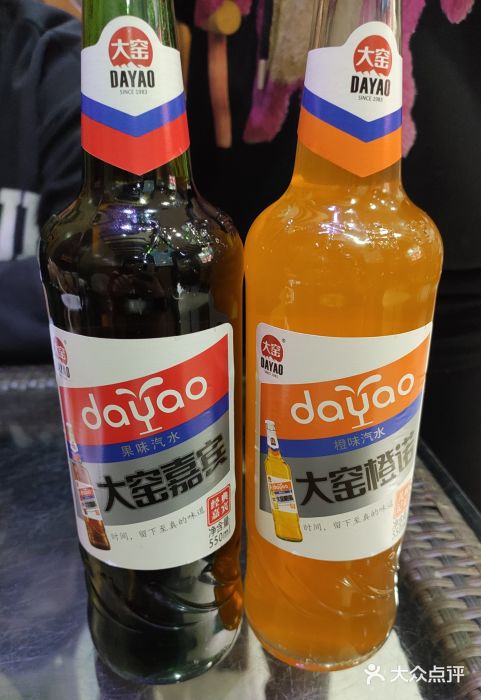 大窑
DAYAO
SINCE 1983
大窑
DAYAO
SINCE 1983
大窑
DAYAO
dayao
果味汽水
大窑嘉宾
经典
嘉宾
时间，留下至真的味道
净含量
550ml
大窑
DAYAO
dayao
橙味汽水
大窑橙诺
时间，留下至真的味道
大众点评